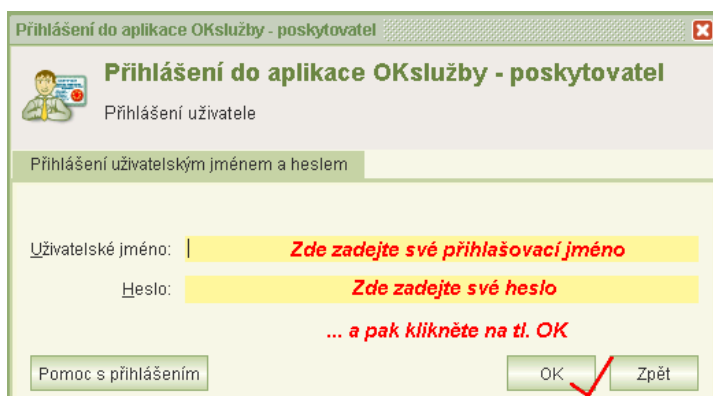 Přihlášení do aplikace OKslužby - poskytovatel
Přihlášení do aplikace OKslužby - poskytovatel
Přihlášení uživatele
Přihlášení uživatelským jménem a heslem
Uživatelské jméno: Zde zadejte své přihlašovací jméno
Heslo: Zde zadejte své heslo
... a pak klikněte na tl. OK
Pomoc s přihlášením OK Zpět